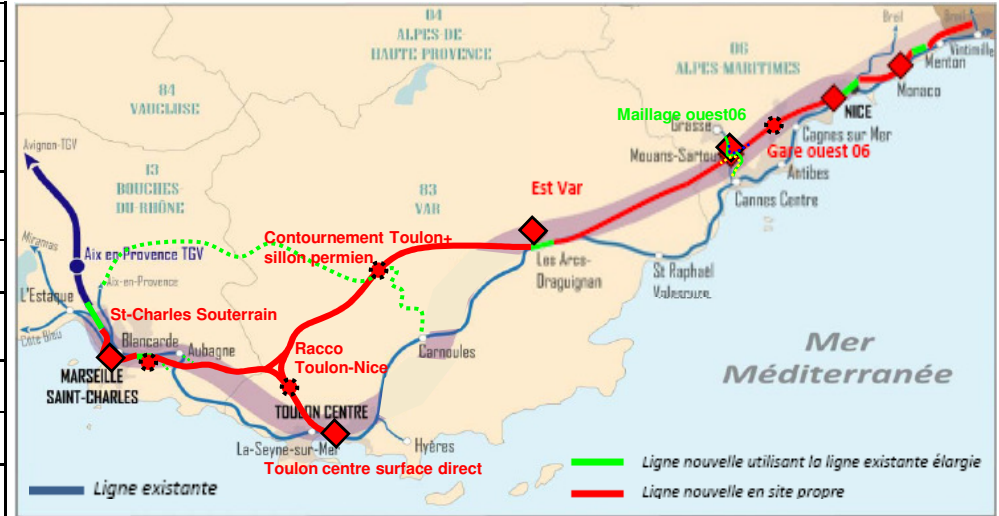 04
ALPES-DE-
HAUTE PROVENCE
06
ALPES MARITIMES
84
VAUCLUSE
13
BOUCHES-
DU-RHÔNE
83
VAR
Breil
Breil
Vintimille
Menton
Monaco
NICE
Maillage ouest06
Grasse
Cagnes sur Mer
Mouans-Sartou
Gare ouest 06
Antibes
Cannes Centre
Avignon-TGV
Est Var
Miramas
Aix en Provence TGV
Contournement Toulon+
sillon permien
Les Arcs-
Draguignan
St Raphaël
Valescure
Aix-en-Provence
L'Estaque
St-Charles Souterrain
Côte Bleu
Blancarde
Aubagne
Carnoules
Racco
Toulon-Nice
MARSEILLE
SAINT-CHARLES
Mer
Méditerranée
TOULON CENTRE
La-Seyne-sur-Mer
Hyères
Toulon centre surface direct
Ligne existante
Ligne nouvelle utilisant la ligne existante élargie
Ligne nouvelle en site propre